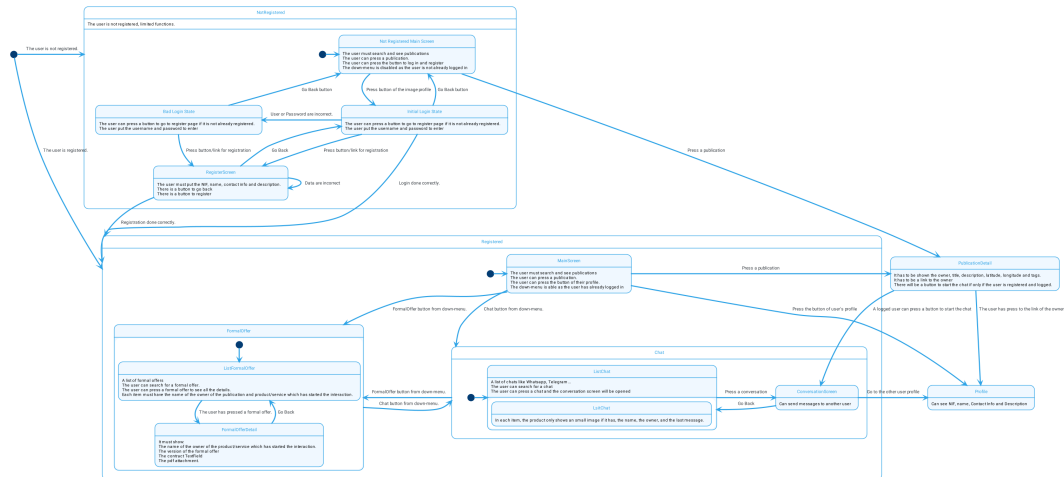 NotRegistered
The user is not registered, limited functions.
The user is not registered
Not Registered Main Screen
The user must search and see publications
The user can press a publication.
The user can press the button to log in and register
The down-menu is disabled as the user is not already logged in
Go Back button
Press button of the image profile
Go Back button
Bad Login State
The user can press a button to go to register page if it is not already registered.
The user put the username and password to enter
User or Password are incorrect.
Initial Login State
The user can press a button to go to register page if it is not already registered.
The user put the username and password to enter
The user is registered.
Press button/link for registration
Go Back
Press button/link for registration
Press a publication
RegisterScreen
The user must put the NIF, name, contact info and description.
There is a button to go back
There is a button to register
Data are incorrect
Login done correctly.
Registration done correctly.
Registered
MainScreen
The user must search and see publications
The user can press a publication.
The user can press the button of their profile.
The down-menu is able as the user has already logged in
Press a publication
PublicationDetail
It has to be shown the owner, title, description, latitude, longitude and tags
It has to be a link to the owner
There will be a button to start the chat if only if the user is registered and logged.
FormalOffer button from down-menu.
Chat button from down-menu.
Press the button of user's profile
A logged user can press a button to start the chat
The user has press to the link of the owner
FormalOffer
ListFormalOffer
A list of formal offers
The user can search for a formal offer.
The user can press a formal offer to see all the details
Each item must have the name of the owner of the publication and product/service which has started the interaction.
The user has pressed a formal offer
Go Back
FormalOfferDetail
It must show:
The name of the owner of the product/service which has started the interaction.
The version of the formal offer
The contract TextField
The pdf attachment.
FormalOffer button from down-menu.
Chat button from down-menu.
Chat
ListChat
A list of chats like Whatsapp, Telegram...
The user can search for a chat
The user can press a chat and the conversation screen will be opened
ListChat
In each item, the product only shows an small image if it has, the name, the owner, and the last message.
Press a conversation
Go Back
ConversationScreen
Can send messages to another user
Go to the other user profile
Profile
Can see NIF, name, Contact Info and Description